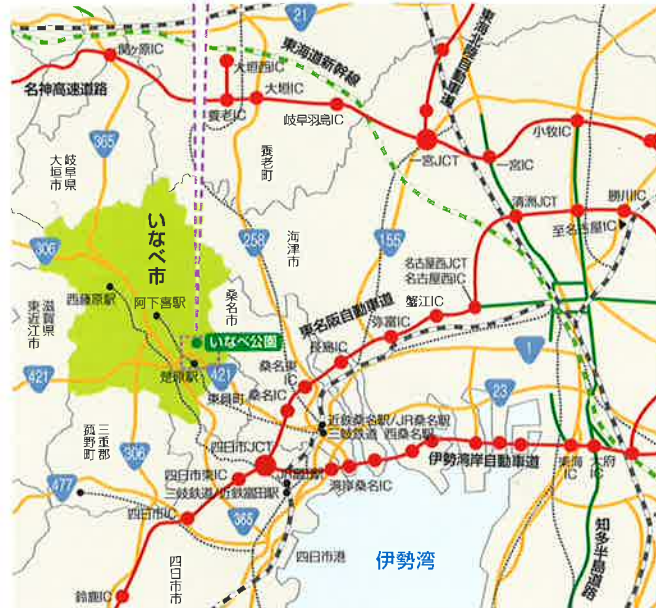 21
関ヶ原IC
大垣西IC
東海道新幹線
東海北陸自動車道
名神高速道路
大垣IC
養老IC
岐阜羽島IC
小牧IC
365
岐阜県
大垣市
養老町
一宮JCT
一宮IC
清洲JCT
勝川IC
至名古屋IC
いなべ市
306
258
海津市
155
滋賀県
東近江市
西藤原駅
阿下喜駅
桑名市
名古屋西JCT
名古屋西IC
東名阪自動車道
蟹江IC
弥富IC
いなべ公園
長島IC
1
421
楚原駅
421
桑名東IC
桑名IC
23
東員町
近鉄桑名駅/JR桑名駅
三岐鉄道 西桑名駅
三重郡
菰野町
306
四日市JCT
四日市東IC
伊勢湾岸自動車道
東海IC
大府IC
477
三岐鉄道/近鉄富田駅
JR富田駅
湾岸桑名IC
四日市IC
365
知多半島道路
四日市市
四日市港
伊勢湾
鈴鹿IC